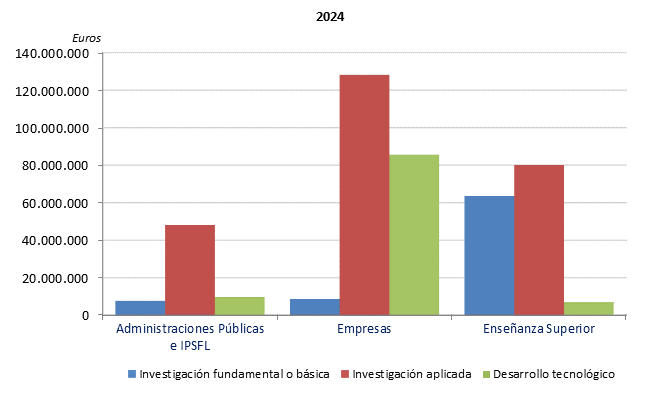 2024
Euros
140.000.000
120.000.000
100.000.000
80.000.000
60.000.000
40.000.000
20.000.000
0
Administraciones Públicas
e IPSFL
Empresas
Enseñanza Superior
Investigación fundamental o básica
Investigación aplicada
Desarrollo tecnológico